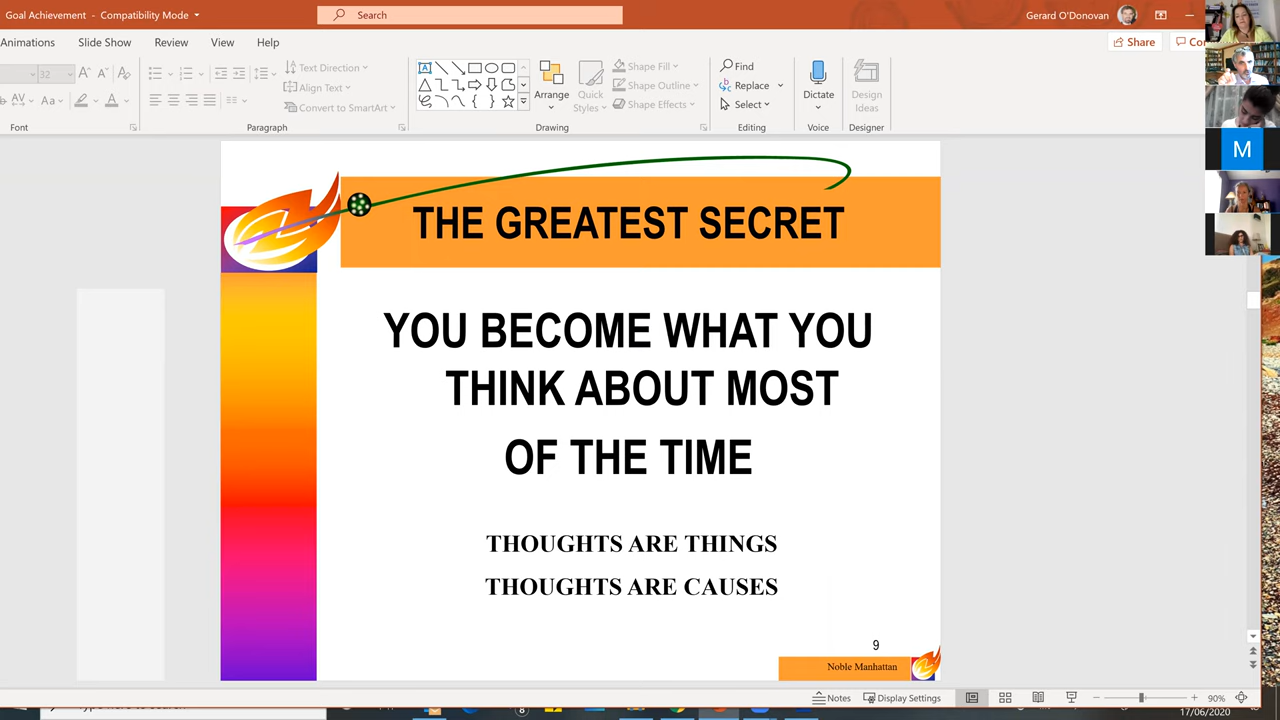 Goal Achievement - Compatibility Mode
Search
Gerard O'Donovan
Animations Slide Show Review View Help
Share
32
Aa
Text Direction
Align Text
Convert to SmartArt
Arrange
Quick Styles
Shape Fill
Shape Outline
Shape Effects
Find
Replace
Select
Dictate
Design Ideas
Font Paragraph Drawing Editing Voice Designer
M
THE GREATEST SECRET
YOU BECOME WHAT YOU
THINK ABOUT MOST
OF THE TIME
THOUGHTS ARE THINGS
THOUGHTS ARE CAUSES
9
Noble Manhattan
Notes Display Settings 90%
17/06/2020